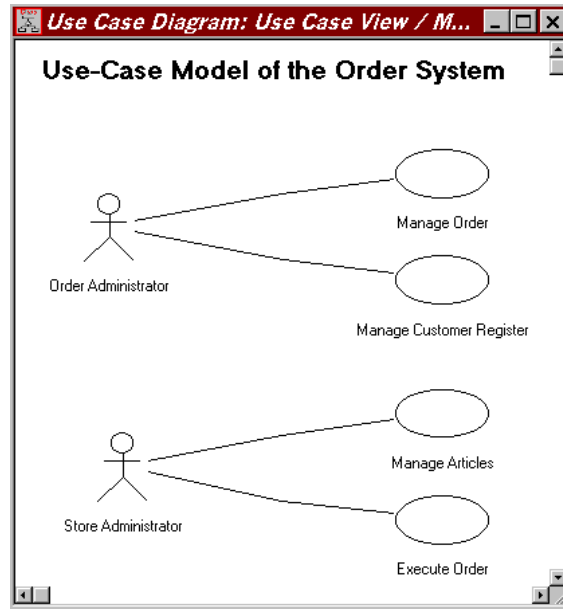 Use Case Diagram: Use Case View / M...
Use-Case Model of the Order System
Manage Order
Order Administrator
Manage Customer Register
Manage Articles
Store Administrator
Execute Order